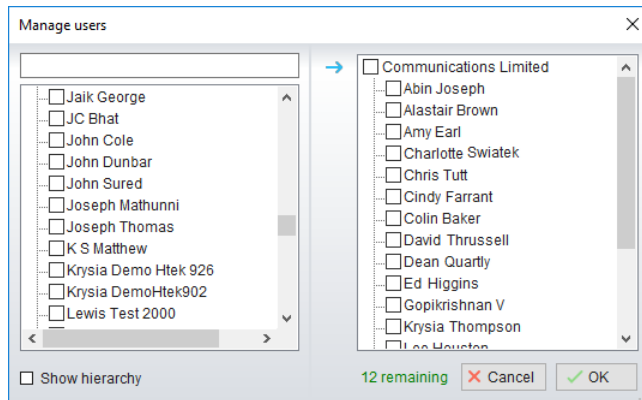 Manage users
Jaik George
JC Bhat
John Cole
John Dunbar
John Sured
Joseph Mathunni
Joseph Thomas
K S Matthew
Krysia Demo Htek 926
Krysia DemoHtek902
Lewis Test 2000
Show hierarchy
Communications Limited
Abin Joseph
Alastair Brown
Amy Earl
Charlotte Swiatek
Chris Tutt
Cindy Farrant
Colin Baker
David Thrussell
Dean Quartly
Ed Higgins
Gopikrishnan V
Krysia Thompson
Lee Houston
12 remaining
Cancel
OK